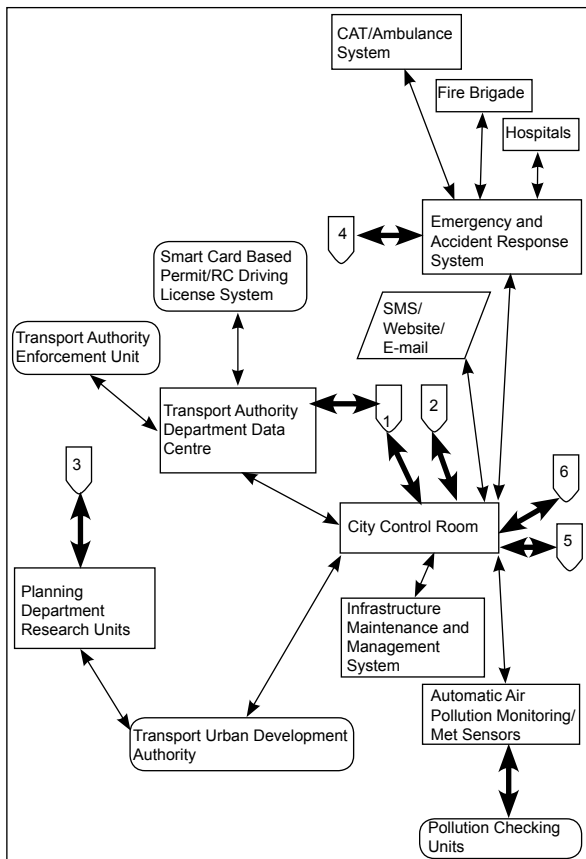 CAT/Ambulance
System
Fire Brigade
Hospitals
4
Emergency and
Accident Response
System
Smart Card Based
Permit/RC Driving
License System
SMS/
Website/
E-mail
Transport Authority
Enforcement Unit
Transport Authority
Department Data
Centre
1
2
3
6
City Control Room
5
Planning
Department
Research Units
Infrastructure
Maintenance and
Management
System
Automatic Air
Pollution Monitoring/
Met Sensors
Transport Urban Development
Authority
Pollution Checking
Units